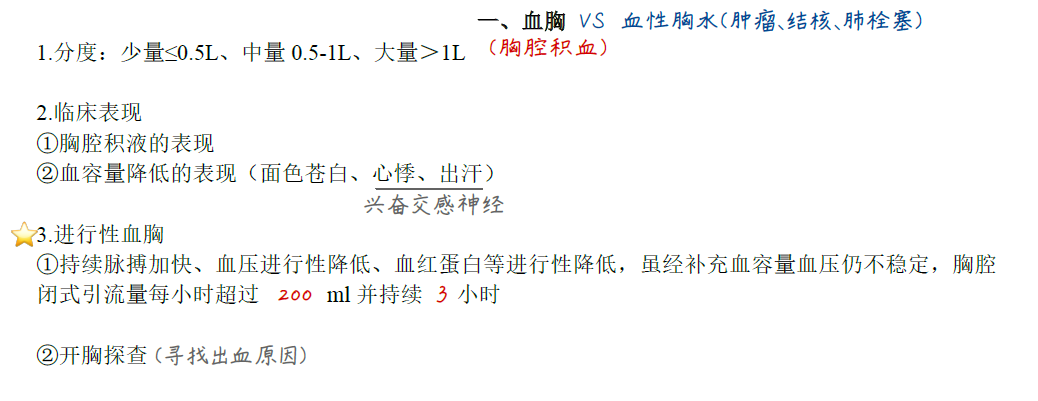 一、血胸 VS 血性胸水(肿瘤、结核、肺栓塞)
1.分度：少量≤0.5L、中量 0.5-1L、大量＞1L (胸腔积血)
2.临床表现
①胸腔积液的表现
②血容量降低的表现（面色苍白、心悸、出汗）
兴奋交感神经
3.进行性血胸
①持续脉搏加快、血压进行性降低、血红蛋白等进行性降低，虽经补充血容量血压仍不稳定，胸腔
闭式引流量每小时超过 200 ml 并持续 3 小时
②开胸探查 (寻找出血原因)